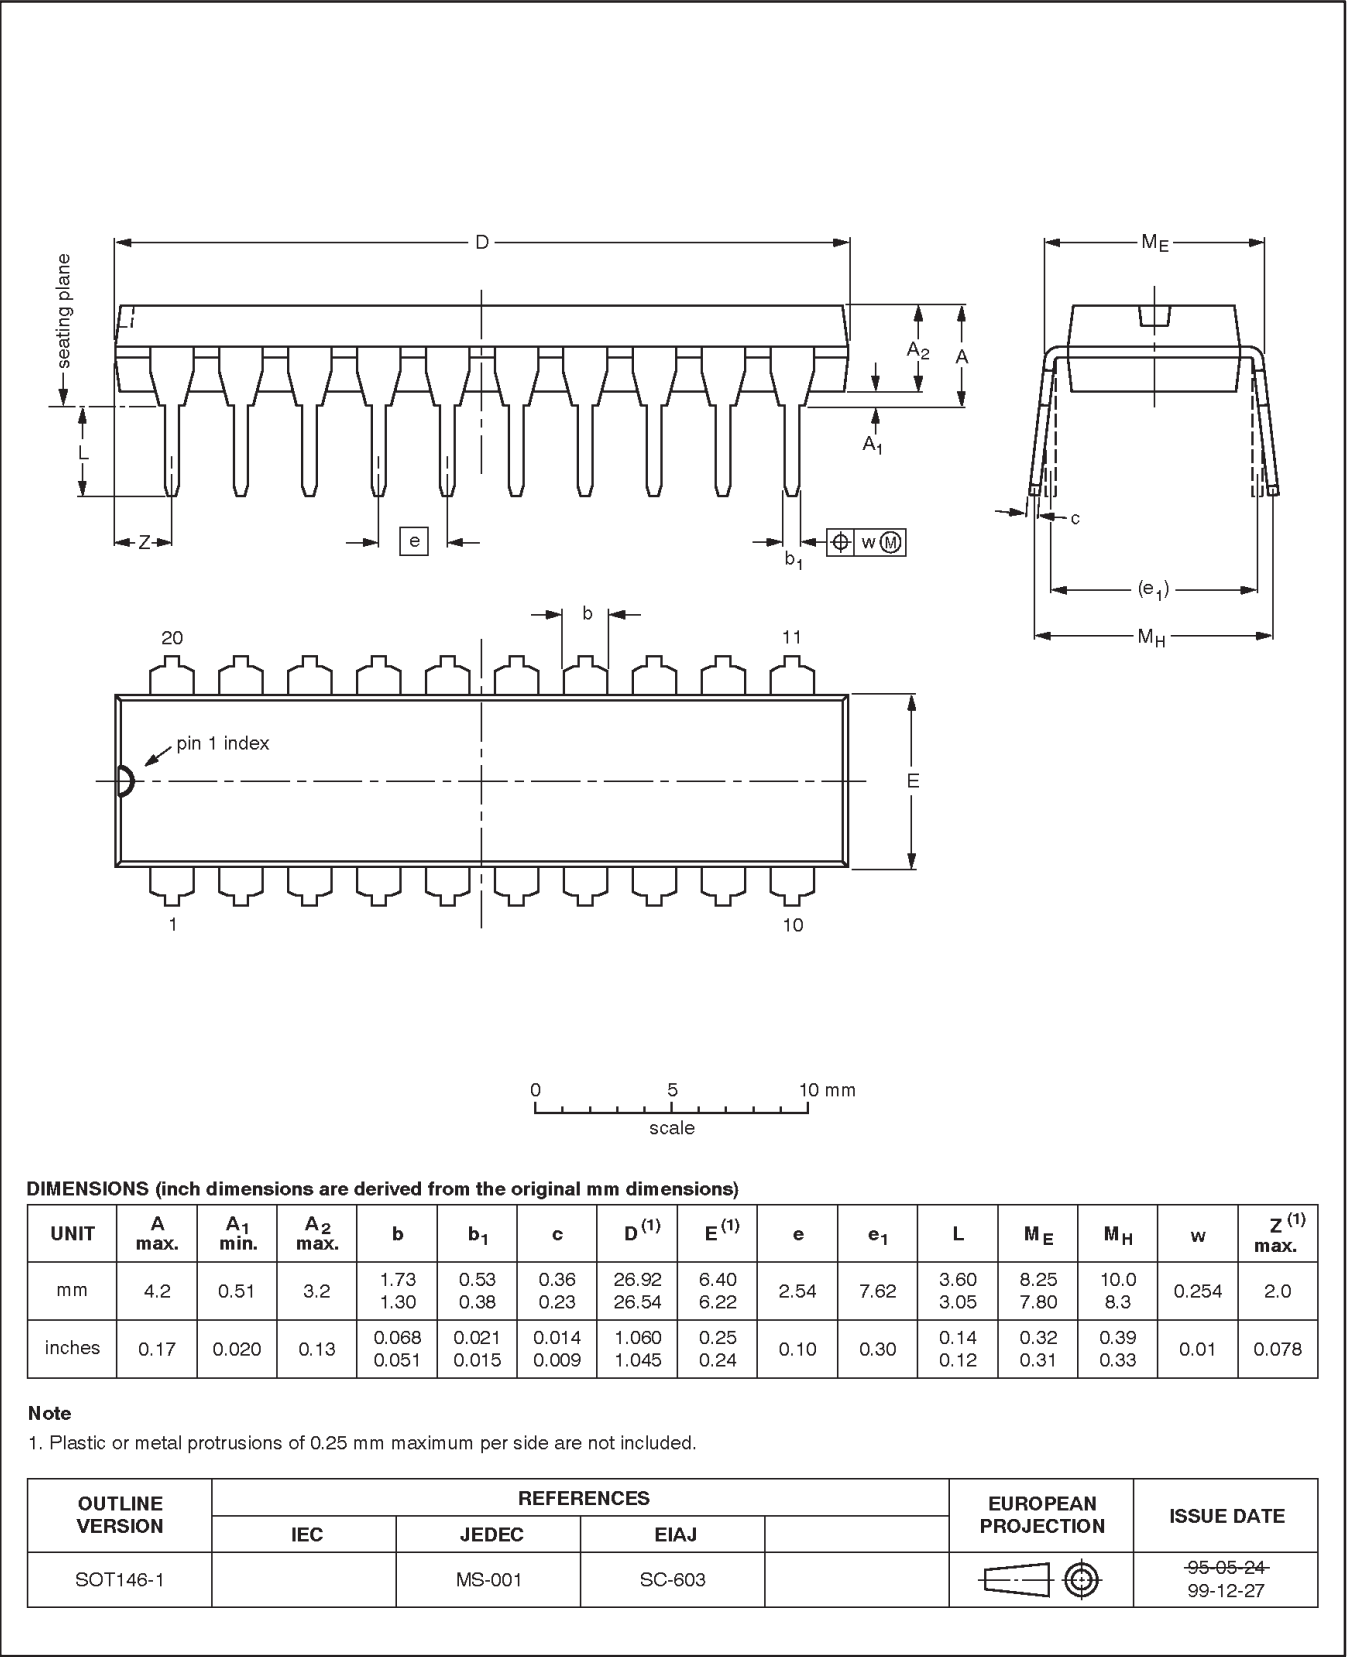 D
M E
seating plane
A2
A
A1
L
Z
e
b1
w M
c
(e1)
M H
b
20
11
pin 1 index
E
1
10
0 5 10 mm
scale
DIMENSIONS (inch dimensions are derived from the original mm dimensions)
UNIT A max. A1 min. A2 max. b b1 c D(1) E(1) e e1 L ME MH w Z(1) max.
mm 4.2 0.51 3.2 1.73 1.30 0.53 0.38 0.36 0.23 26.92 26.54 6.40 6.22 2.54 7.62 3.60 3.05 8.25 7.80 10.0 8.3 0.254 2.0
inches 0.17 0.020 0.13 0.068 0.051 0.021 0.015 0.014 0.009 1.060 1.045 0.25 0.24 0.10 0.30 0.14 0.12 0.32 0.31 0.39 0.33 0.01 0.078
Note
1. Plastic or metal protrusions of 0.25 mm maximum per side are not included.
OUTLINE VERSION REFERENCES EUROPEAN PROJECTION ISSUE DATE
IEC JEDEC EIAJ
SOT146-1 MS-001 SC-603 95-05-24
99-12-27